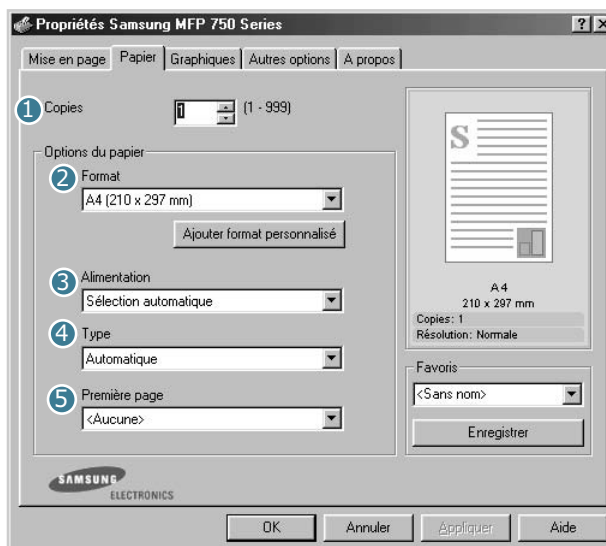 Propriétés Samsung MFP 750 Series
Mise en page Papier Graphiques Autres options A propos
1 Copies 1 (1 - 999)
Options du papier
2 Format
A4 (210 x 297 mm)
Ajouter format personnalisé
3 Alimentation
Sélection automatique
4 Type
Automatique
5 Première page
<Aucune>
S
A4
210 x 297 mm
Copies: 1
Résolution: Normale
Favoris
<Sans nom>
Enregistrer
SAMSUNG
ELECTRONICS
OK Annuler Appliquer Aide